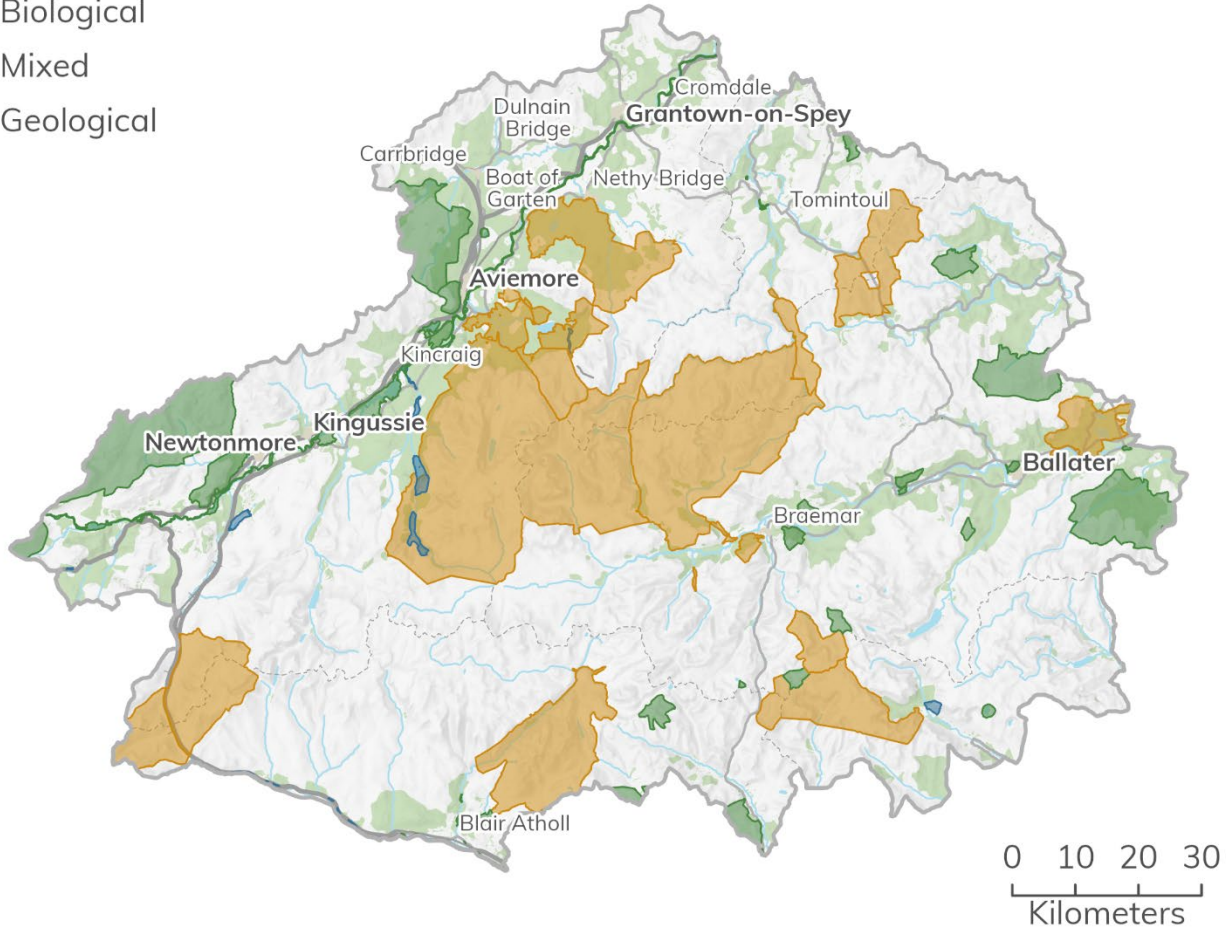 Biological
Mixed
Geological
Cromdale
Dulnain
Bridge
Grantown-on-Spey
Carrbridge
Boat of
Garten
Nethy Bridge
Tomintoul
Aviemore
Kincraig
Kingussie
Newtonmore
Ballater
Braemar
Blair Atholl
0 10 20 30
Kilometers